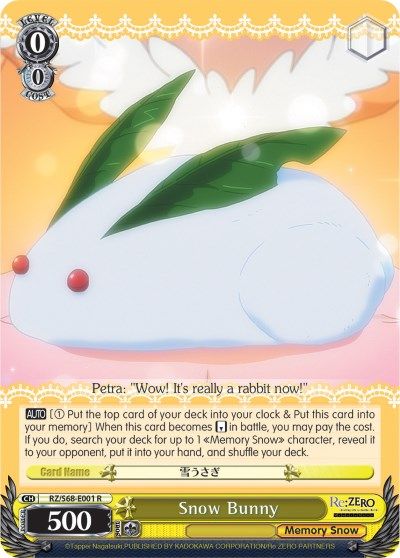 LEVEL
0
0
COST
Petra: "Wow! It's really a rabbit now!"
AUTO [① Put the top card of your deck into your clock & Put this card into
your memory] When this card becomes in battle, you may pay the cost.
If you do, search your deck for up to 1 «Memory Snow» character, reveal it
to your opponent, put it into your hand, and shuffle your deck.
Card Name 雪うさぎ
CH RZ/S68-E001 R
POWER 500 SOUL Snow Bunny Re:ZERO
Memory Snow
©Tappei Nagatsuki,PUBLISHED BY KADOKAWA CORPORATION/Re:ZERO PARTNERS